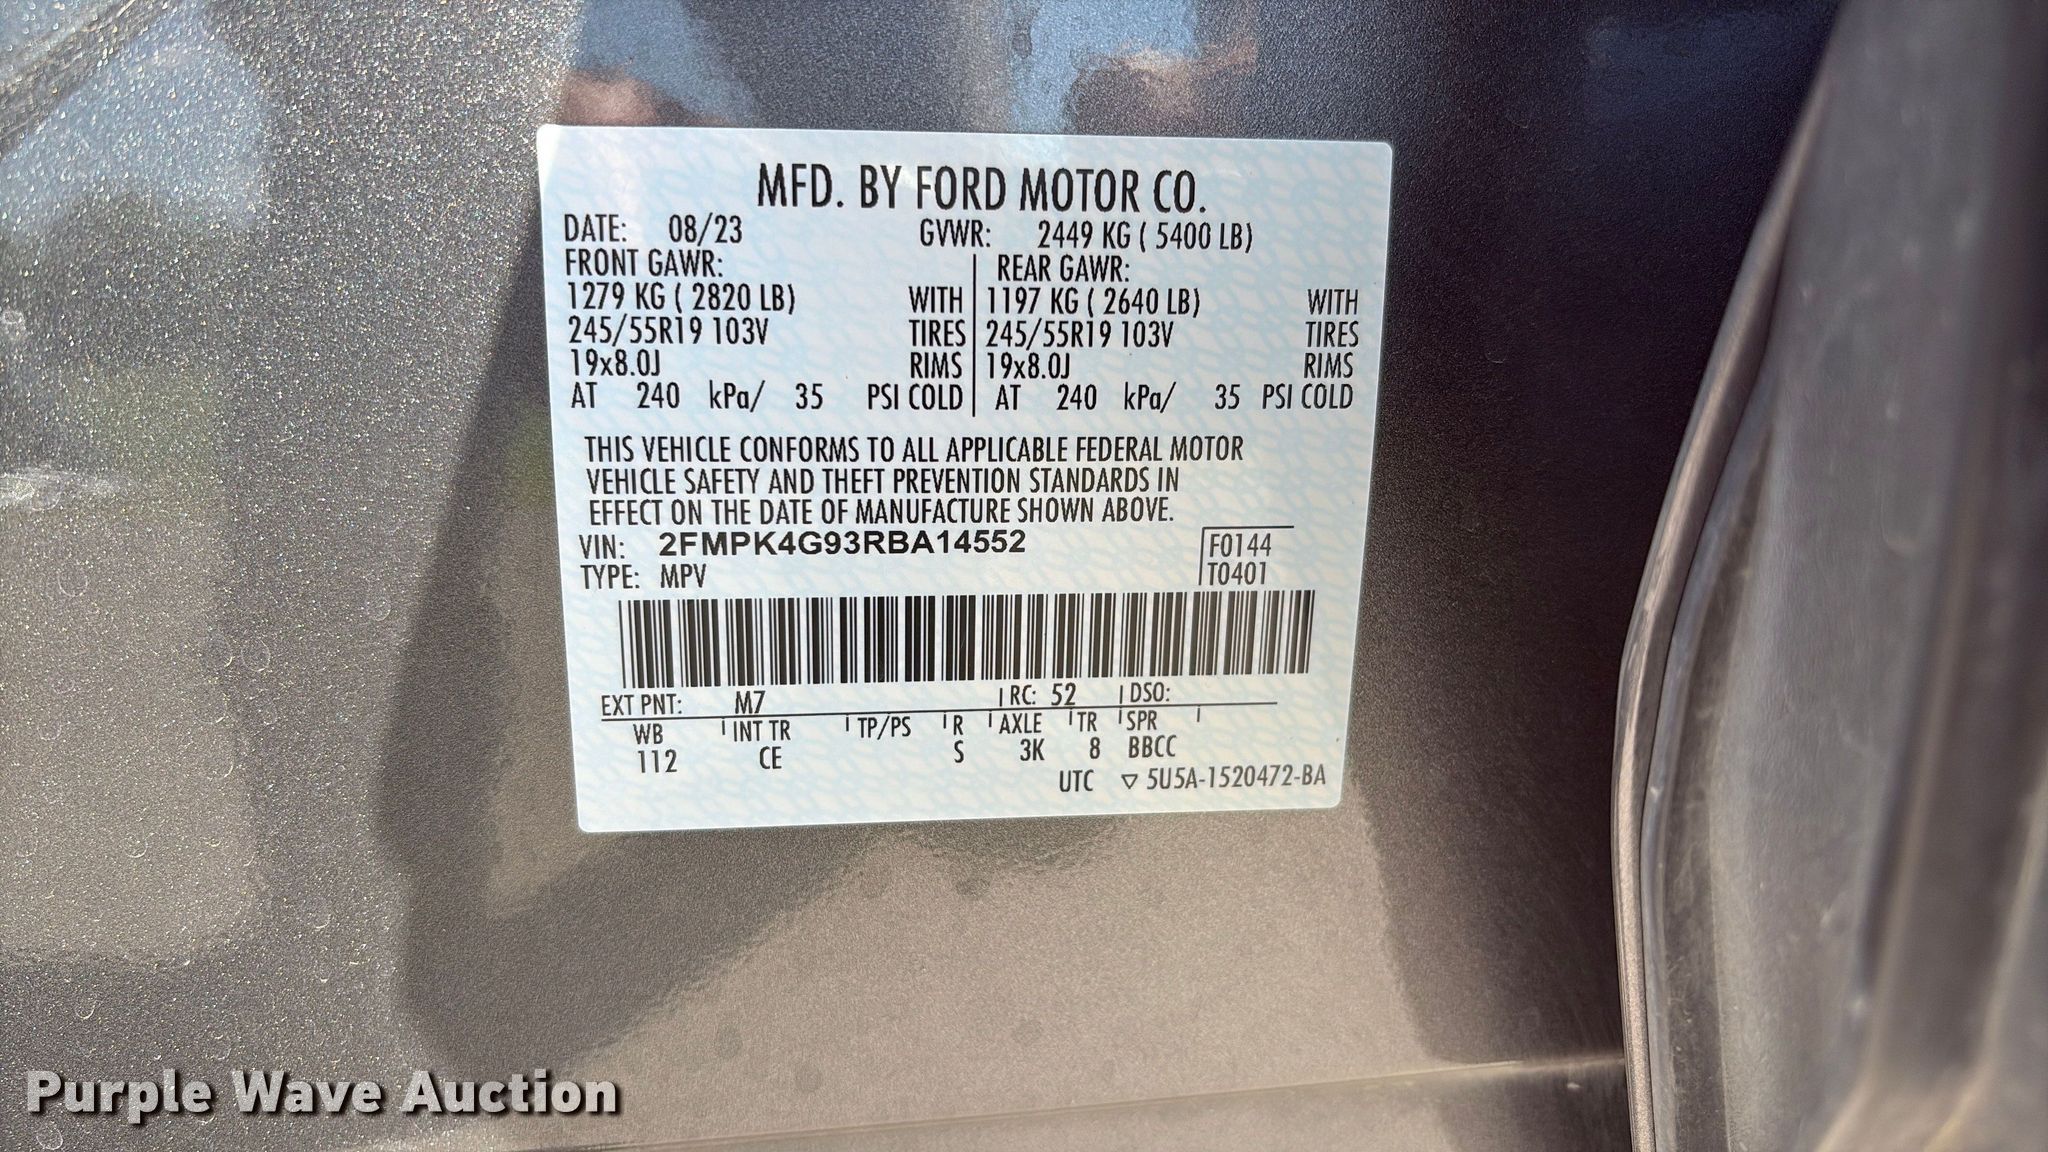 MFD. BY FORD MOTOR CO.
DATE: 08/23 GVWR: 2449 KG ( 5400 LB)
FRONT GAWR: REAR GAWR:
1279 KG ( 2820 LB) WITH 1197 KG ( 2640 LB) WITH
245/55R19 103V TIRES 245/55R19 103V TIRES
19x8.0J RIMS 19x8.0J RIMS
AT 240 kPa/ 35 PSI COLD AT 240 kPa/ 35 PSI COLD
THIS VEHICLE CONFORMS TO ALL APPLICABLE FEDERAL MOTOR
VEHICLE SAFETY AND THEFT PREVENTION STANDARDS IN
EFFECT ON THE DATE OF MANUFACTURE SHOWN ABOVE.
VIN: 2FMPK4G93RBA14552 F0144
TYPE: MPV T0401
EXT PNT: M7 RC: 52 DSO:
WB INT TR TP/PS R AXLE TR SPR
112 CE S 3K 8 BBCC
UTC ▽ 5U5A-1520472-BA
Purple Wave Auction